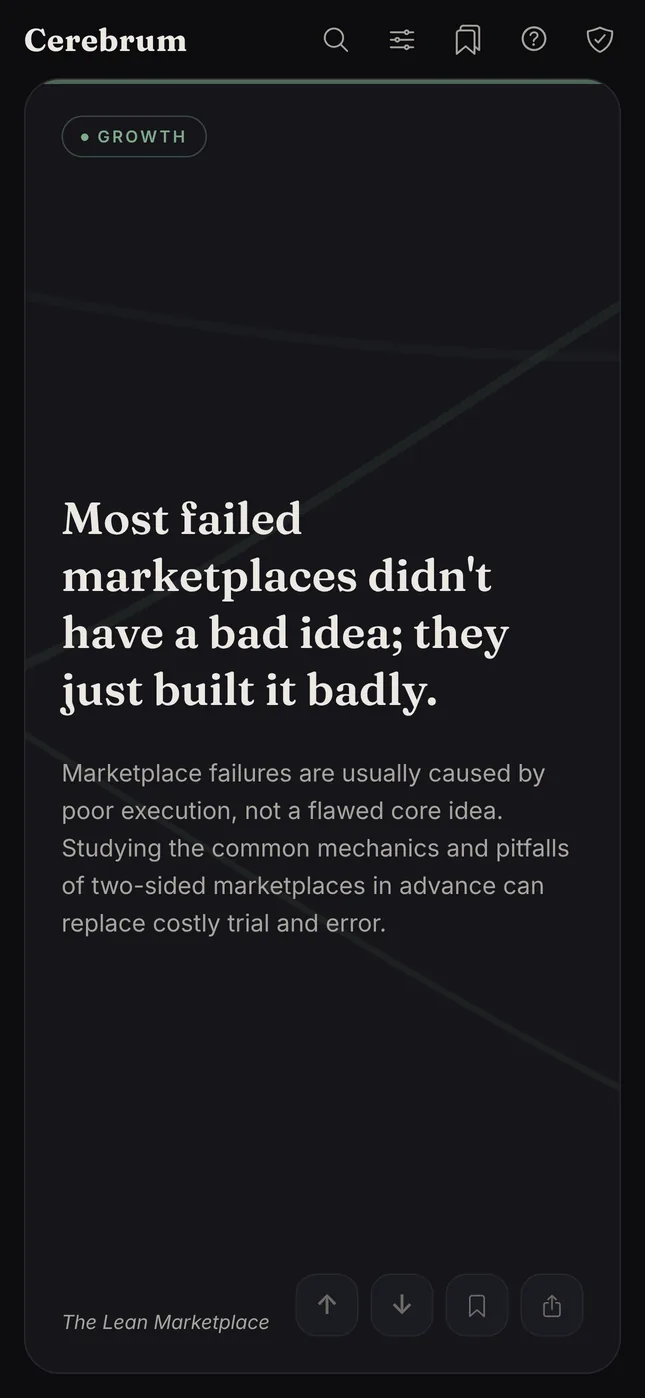 Cerebrum
GROWTH
Most failed
marketplaces didn't
have a bad idea; they
just built it badly.
Marketplace failures are usually caused by
poor execution, not a flawed core idea.
Studying the common mechanics and pitfalls
of two-sided marketplaces in advance can
replace costly trial and error.
The Lean Marketplace